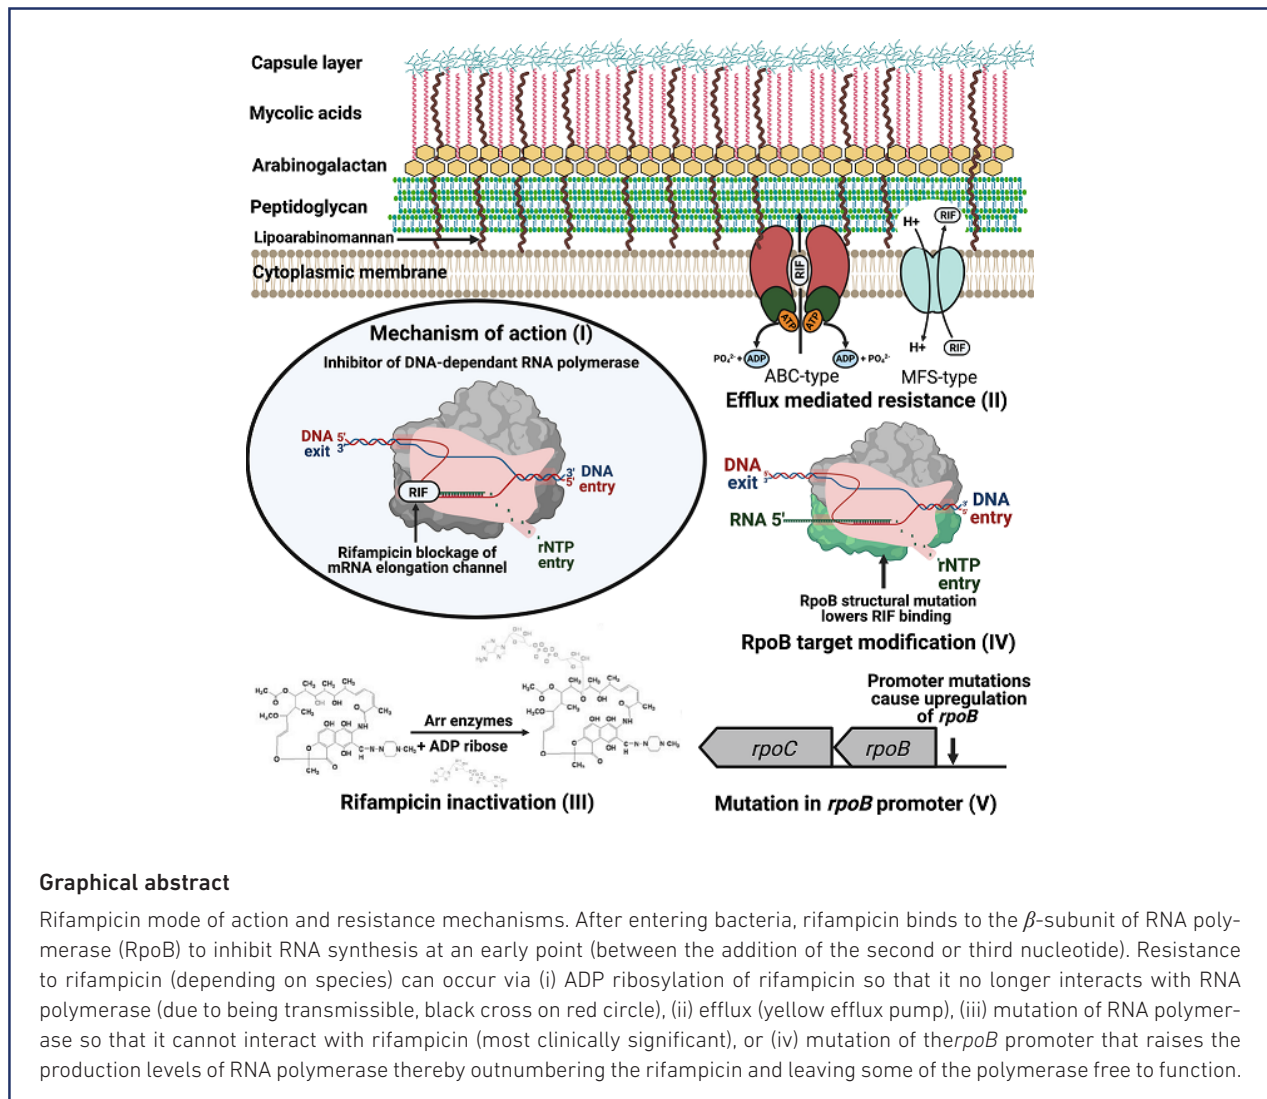 Capsule layer
Mycolic acids
Arabinogalactan
Peptidoglycan
Lipoarabinomannan
Cytoplasmic membrane
H+
RIF
RIF
ATP
ATP
PO₄²⁻ + ADP
ADP + PO₄²⁻
H+
RIF
ABC-type
MFS-type
Efflux mediated resistance (II)
Mechanism of action (I)
Inhibitor of DNA-dependant RNA polymerase
DNA 5'
exit 3'
3' DNA
5' entry
RIF
rNTP
entry
Rifampicin blockage of
mRNA elongation channel
DNA 5'
exit 3'
3' DNA
5' entry
RNA 5'
rNTP
entry
RpoB structural mutation
lowers RIF binding
RpoB target modification (IV)
Arr enzymes
+ ADP ribose
Rifampicin inactivation (III)
Promoter mutations
cause upregulation
of rpoB
rpoC
rpoB
Mutation in rpoB promoter (V)
Graphical abstract
Rifampicin mode of action and resistance mechanisms. After entering bacteria, rifampicin binds to the β-subunit of RNA poly-
merase (RpoB) to inhibit RNA synthesis at an early point (between the addition of the second or third nucleotide). Resistance
to rifampicin (depending on species) can occur via (i) ADP ribosylation of rifampicin so that it no longer interacts with RNA
polymerase (due to being transmissible, black cross on red circle), (ii) efflux (yellow efflux pump), (iii) mutation of RNA polymer-
ase so that it cannot interact with rifampicin (most clinically significant), or (iv) mutation of therpoB promoter that raises the
production levels of RNA polymerase thereby outnumbering the rifampicin and leaving some of the polymerase free to function.